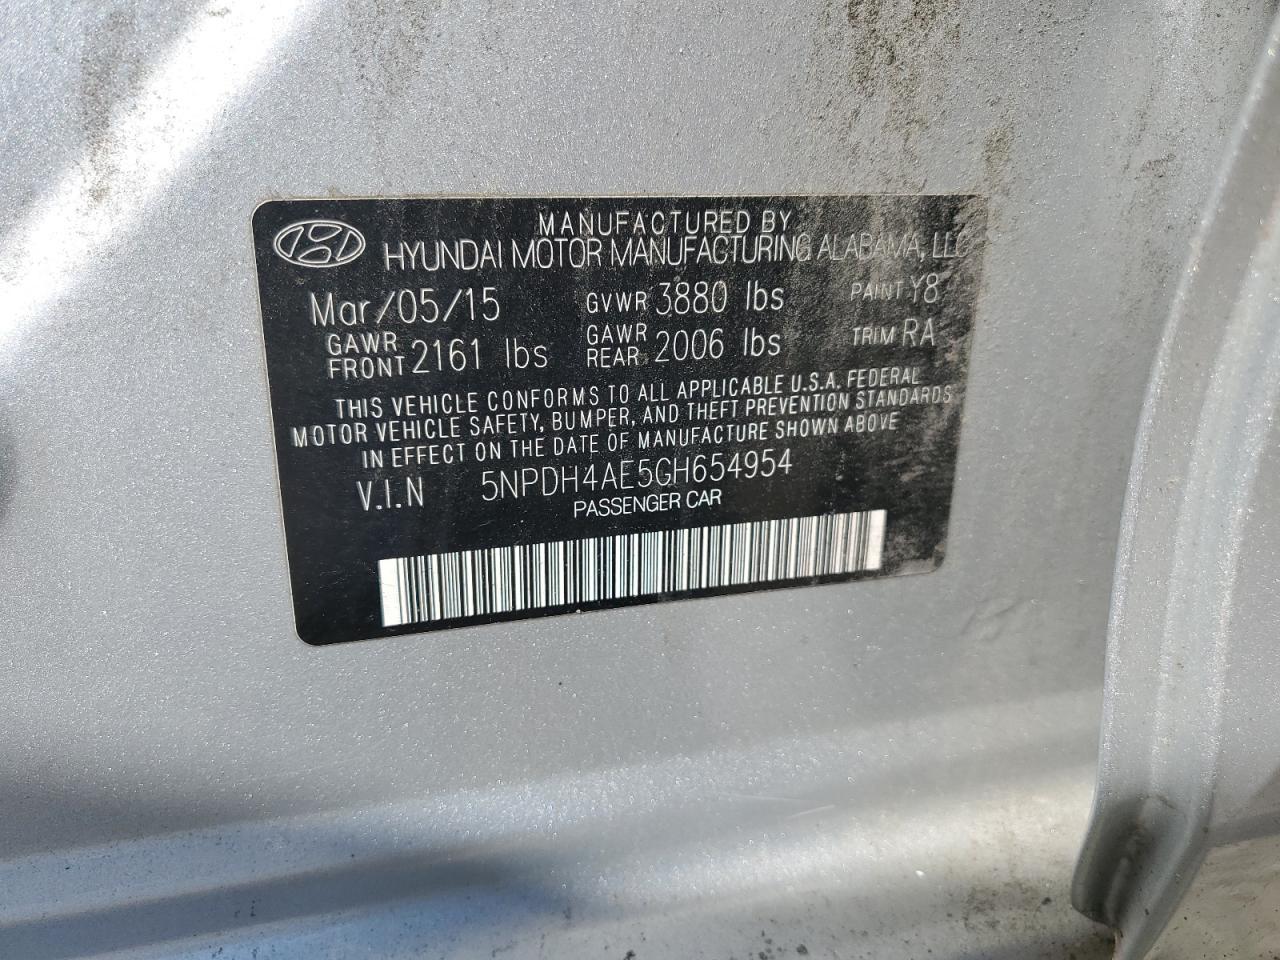 MANUFACTURED BY
HYUNDAI MOTOR MANUFACTURING ALABAMA, LLC
Mar/05/15 GVWR 3880 lbs PAINT Y8
GAWR FRONT 2161 lbs GAWR REAR 2006 lbs TRIM RA
THIS VEHICLE CONFORMS TO ALL APPLICABLE U.S.A. FEDERAL
MOTOR VEHICLE SAFETY, BUMPER, AND THEFT PREVENTION STANDARDS
IN EFFECT ON THE DATE OF MANUFACTURE SHOWN ABOVE
V.I.N 5NPDH4AE5GH654954
PASSENGER CAR